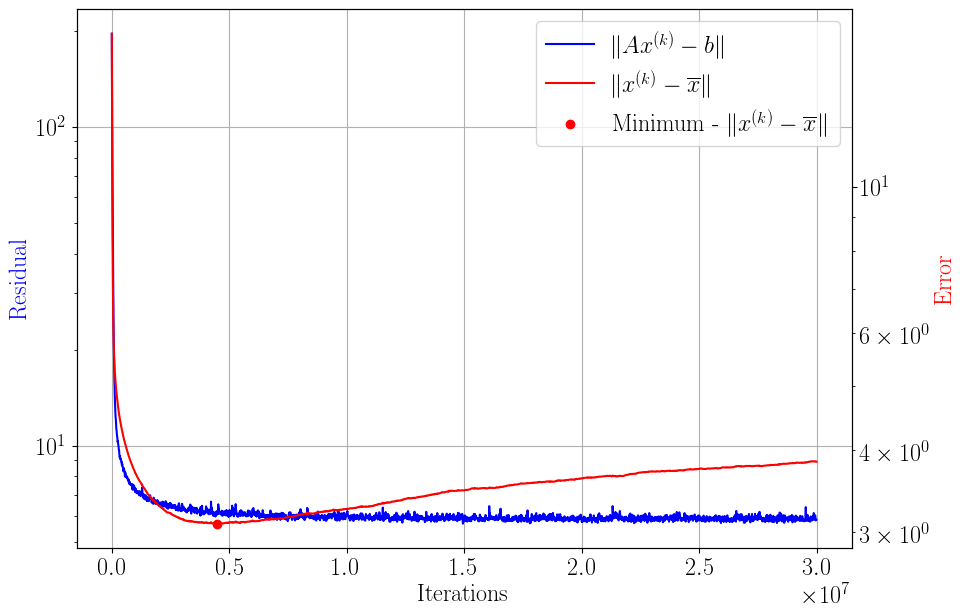 ‖Ax^{(k)} − b‖
‖x^{(k)} − x̅‖
Minimum - ‖x^{(k)} − x̅‖
Residual
10^2
10^1
Error
10^1
6 × 10^0
4 × 10^0
3 × 10^0
0.0 0.5 1.0 1.5 2.0 2.5 3.0
Iterations
×10^7